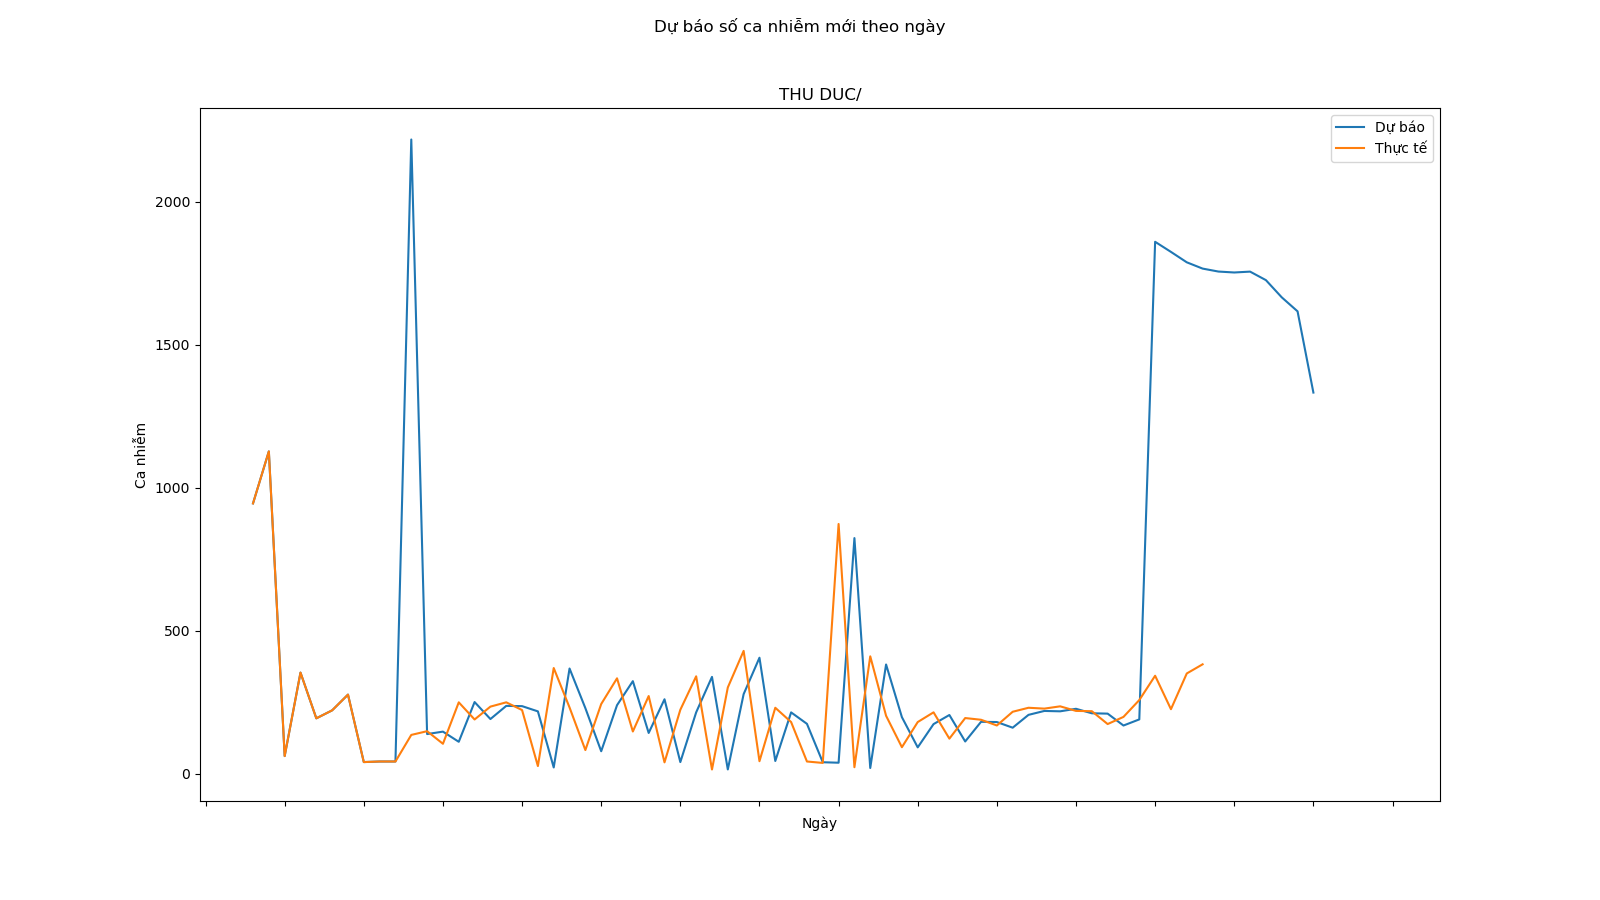 Dự báo số ca nhiễm mới theo ngày
THU DUC/
Dự báo
Thực tế
2000
1500
1000
500
0
Ca nhiễm
Ngày